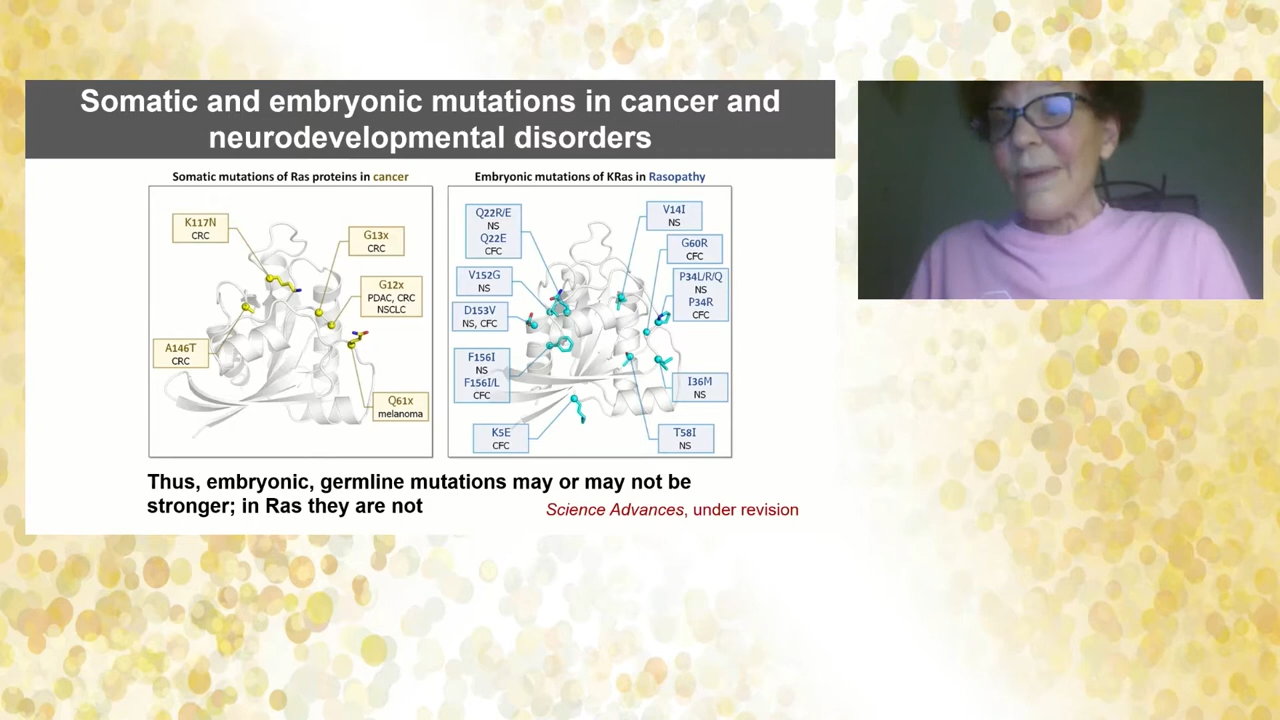 Somatic and embryonic mutations in cancer and
neurodevelopmental disorders
Somatic mutations of Ras proteins in cancer
K117N
CRC
G13x
CRC
G12x
PDAC, CRC
NSCLC
A146T
CRC
Q61x
melanoma
Embryonic mutations of KRas in Rasopathy
Q22R/E
NS
Q22E
CFC
V14I
NS
G60R
CFC
V152G
NS
P34L/R/Q
NS
P34R
CFC
D153V
NS, CFC
F156I
NS
F156I/L
CFC
I36M
NS
K5E
CFC
T58I
NS
Thus, embryonic, germline mutations may or may not be
stronger; in Ras they are not
Science Advances, under revision